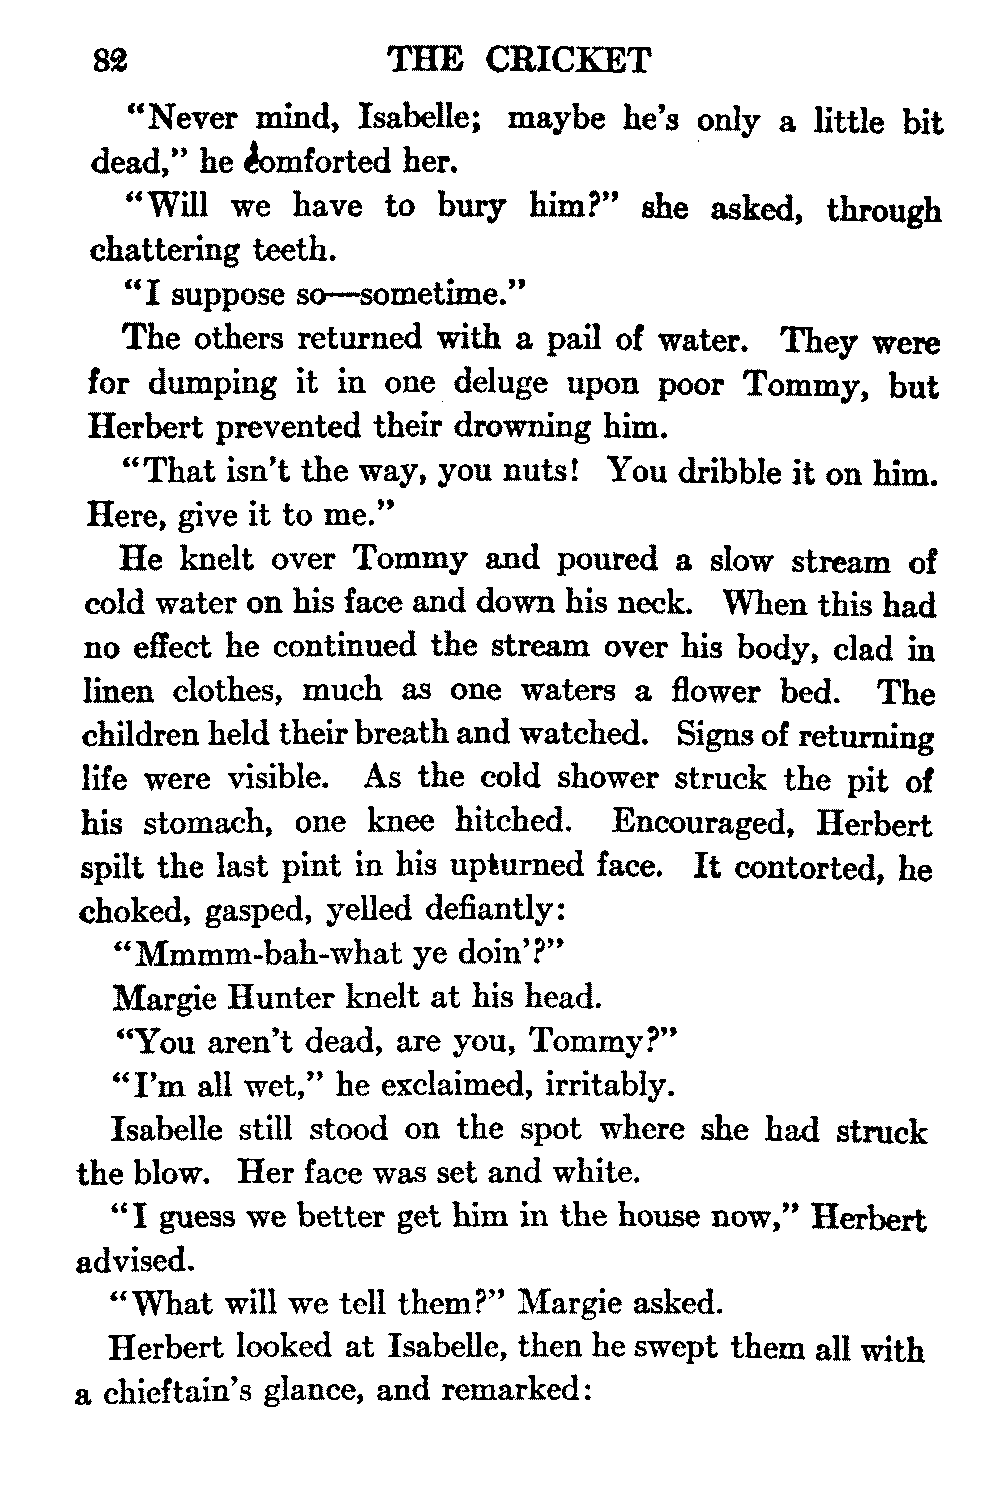 82 THE CRICKET
"Never mind, Isabelle; maybe he's only a little bit
dead," he comforted her.
"Will we have to bury him?" she asked, through
chattering teeth.
"I suppose so—sometime."
The others returned with a pail of water. They were
for dumping it in one deluge upon poor Tommy, but
Herbert prevented their drowning him.
"That isn't the way, you nuts! You dribble it on him.
Here, give it to me."
He knelt over Tommy and poured a slow stream of
cold water on his face and down his neck. When this had
no effect he continued the stream over his body, clad in
linen clothes, much as one waters a flower bed. The
children held their breath and watched. Signs of returning
life were visible. As the cold shower struck the pit of
his stomach, one knee hitched. Encouraged, Herbert
spilt the last pint in his upturned face. It contorted, he
choked, gasped, yelled defiantly:
"Mmmm-bah-what ye doin'?"
Margie Hunter knelt at his head.
"You aren't dead, are you, Tommy?"
"I'm all wet," he exclaimed, irritably.
Isabelle still stood on the spot where she had struck
the blow. Her face was set and white.
"I guess we better get him in the house now," Herbert
advised.
"What will we tell them?" Margie asked.
Herbert looked at Isabelle, then he swept them all with
a chieftain's glance, and remarked: